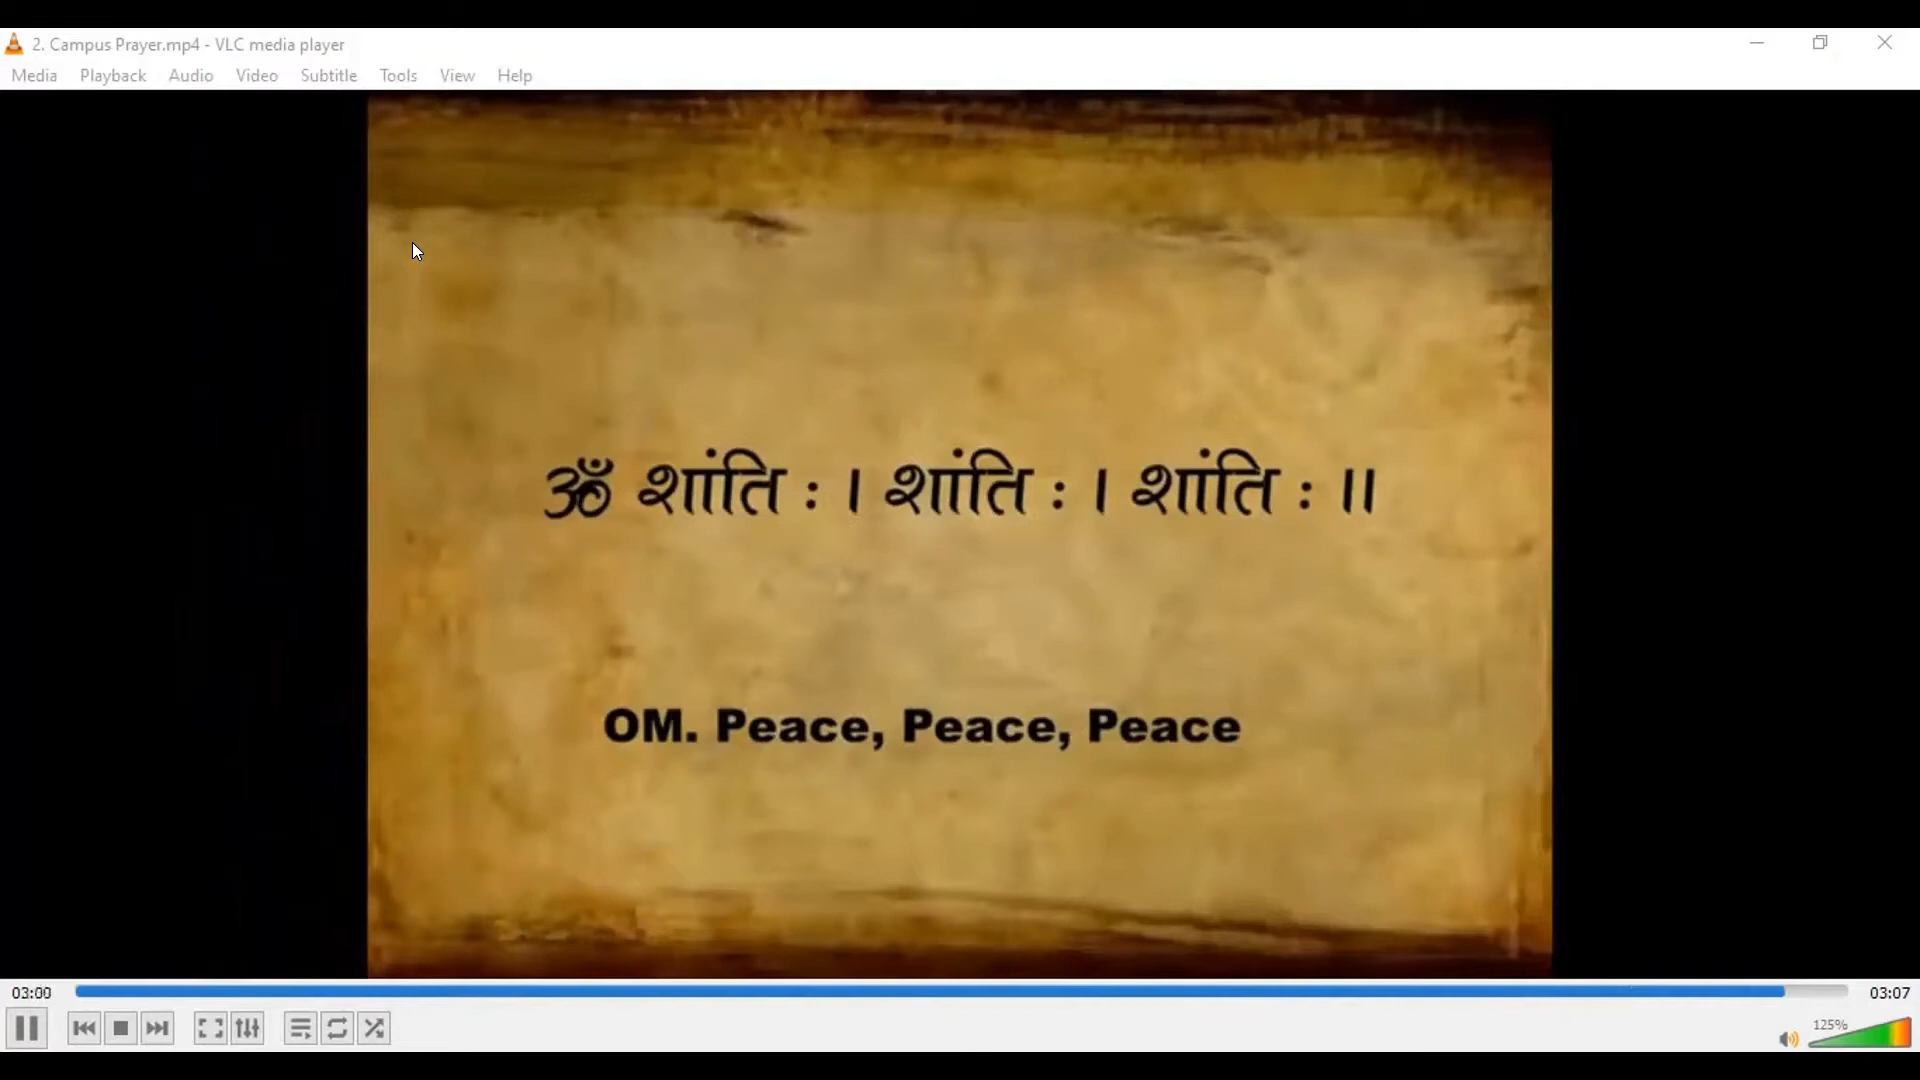 2. Campus Prayer.mp4 - VLC media player
Media Playback Audio Video Subtitle Tools View Help
ॐ शांति : । शांति : । शांति : ।।
OM. Peace, Peace, Peace
03:00 03:07
125%